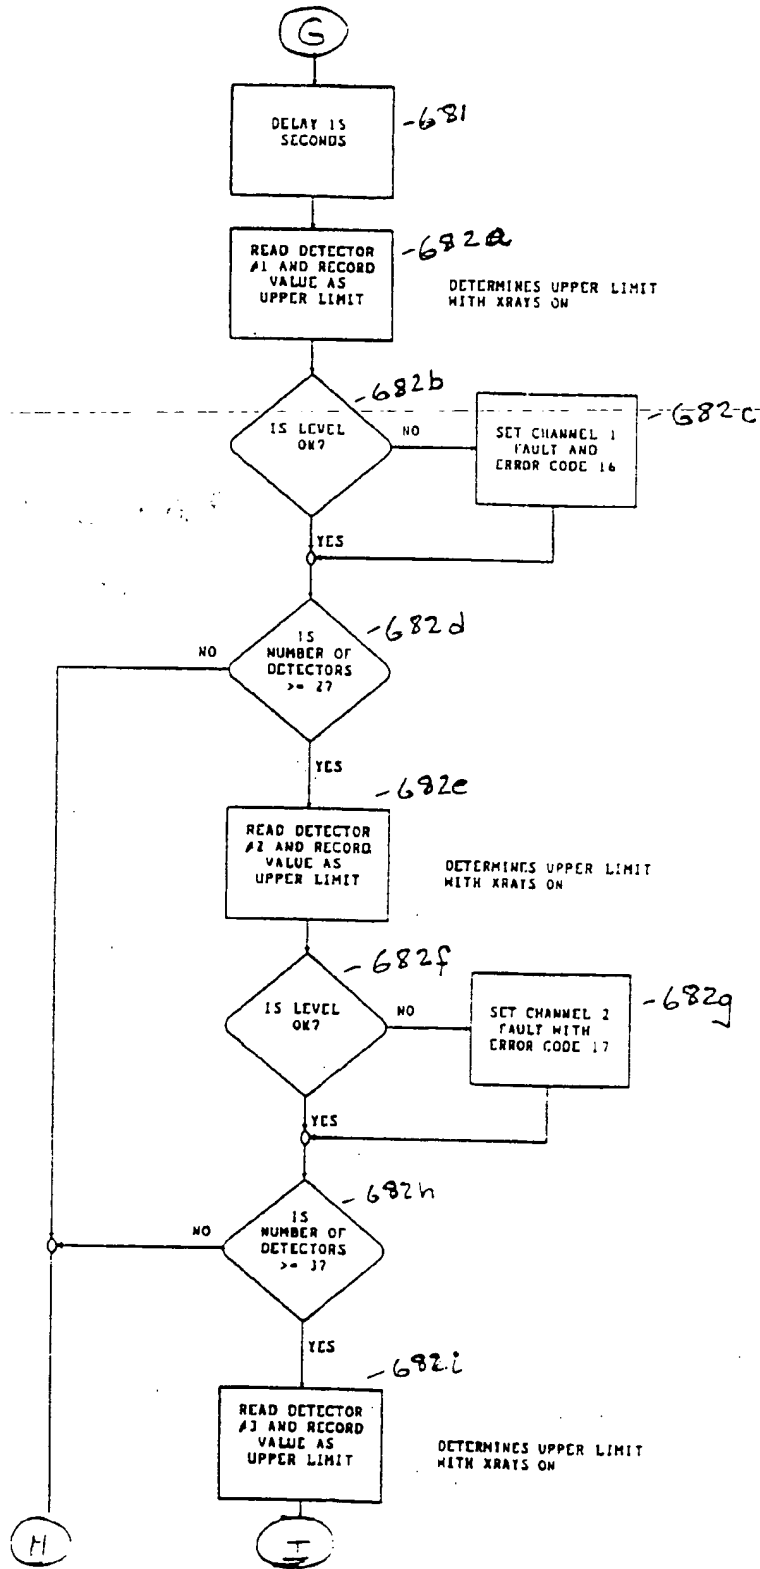 G
DELAY 15
SECONDS
-681
READ DETECTOR
#1 AND RECORD
VALUE AS
UPPER LIMIT
-682a
DETERMINES UPPER LIMIT
WITH XRAYS ON
-682b
IS LEVEL
OK?
NO
SET CHANNEL 1
FAULT AND
ERROR CODE 16
-682c
YES
IS
NUMBER OF
DETECTORS
>= 2?
-682d
NO
YES
-682e
READ DETECTOR
#2 AND RECORD
VALUE AS
UPPER LIMIT
DETERMINES UPPER LIMIT
WITH XRAYS ON
-682f
IS LEVEL
OK?
NO
SET CHANNEL 2
FAULT WITH
ERROR CODE 17
-682g
YES
-682h
IS
NUMBER OF
DETECTORS
>= 3?
NO
YES
-682i
READ DETECTOR
#3 AND RECORD
VALUE AS
UPPER LIMIT
DETERMINES UPPER LIMIT
WITH XRAYS ON
H
I